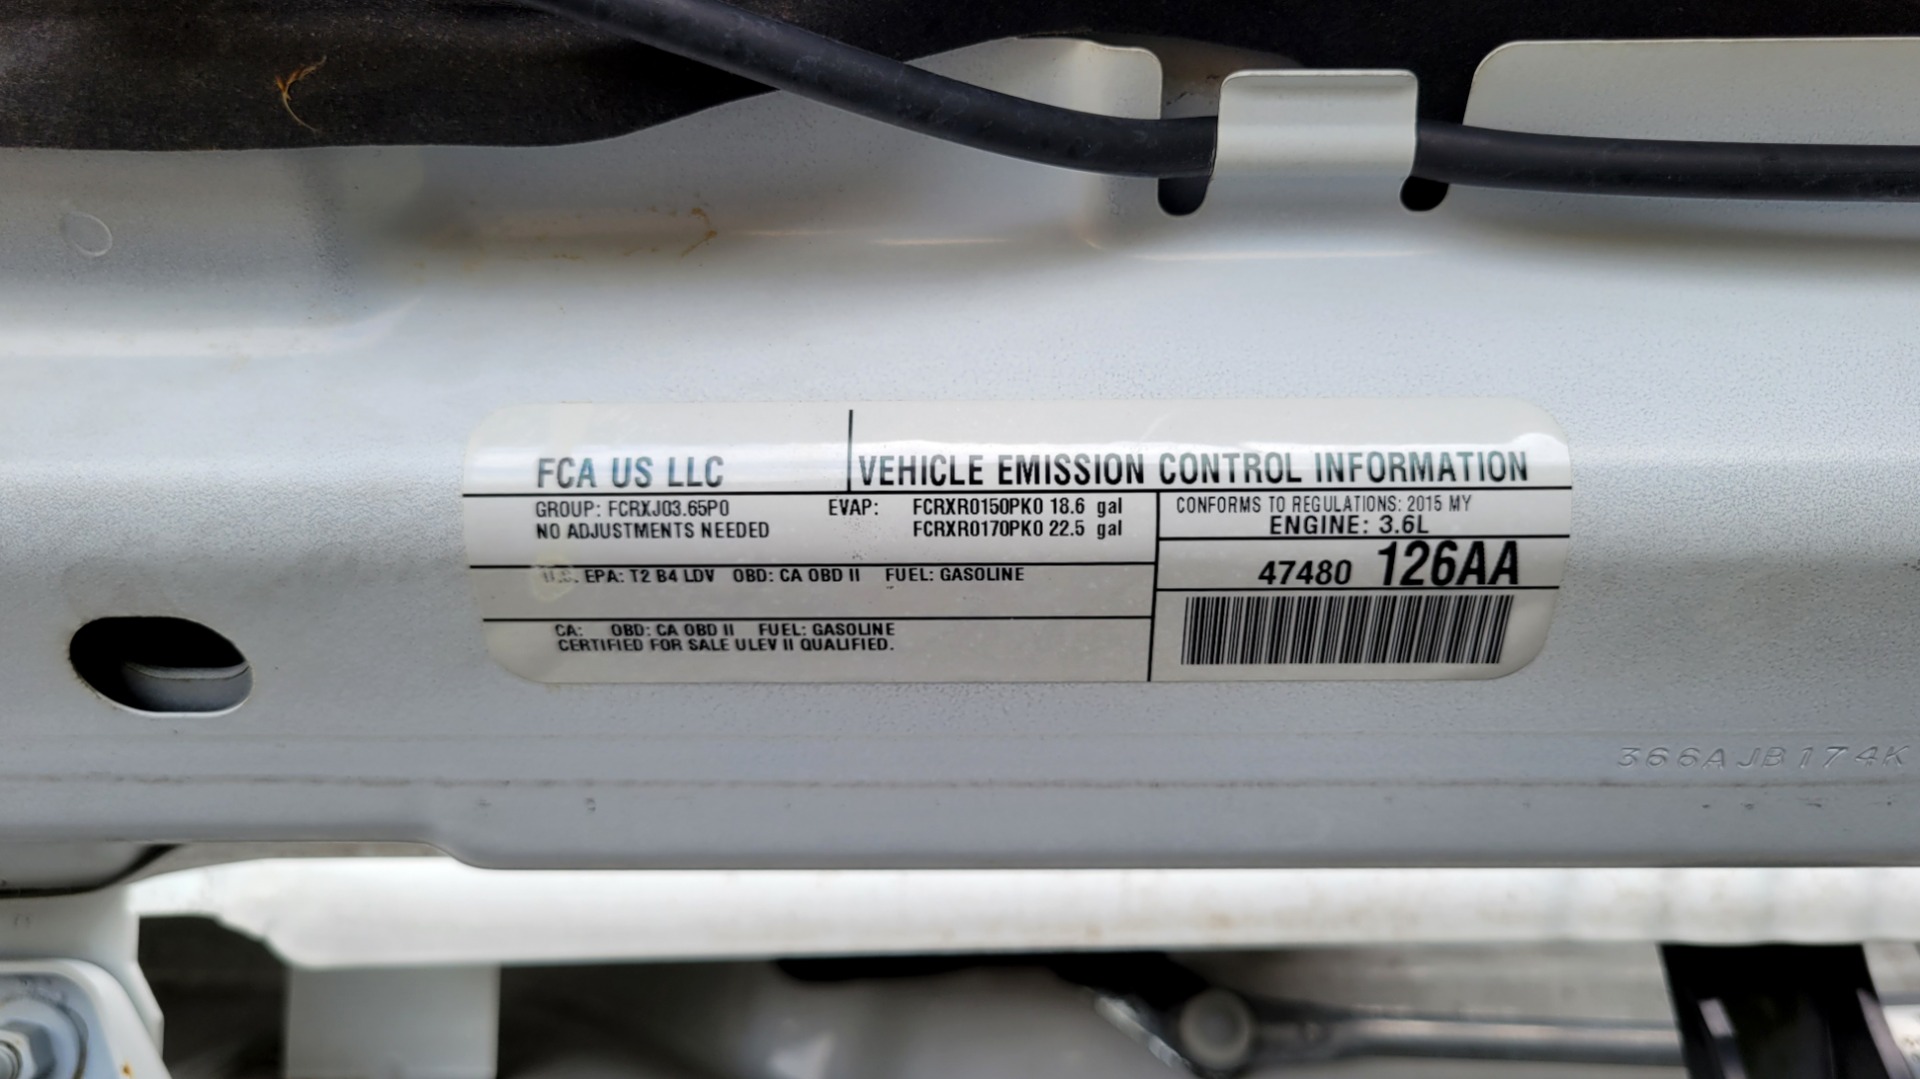 FCA US LLC VEHICLE EMISSION CONTROL INFORMATION
GROUP: FCRXJ03.65P0 EVAP: FCRXR0150PK0 18.6 gal
NO ADJUSTMENTS NEEDED FCRXR0170PK0 22.5 gal
CONFORMS TO REGULATIONS: 2015 MY
ENGINE: 3.6L
47480 126AA
U.S. EPA: T2 B4 LDV OBD: CA OBD II FUEL: GASOLINE
CA: OBD: CA OBD II FUEL: GASOLINE
CERTIFIED FOR SALE ULEV II QUALIFIED.
366AJB174K